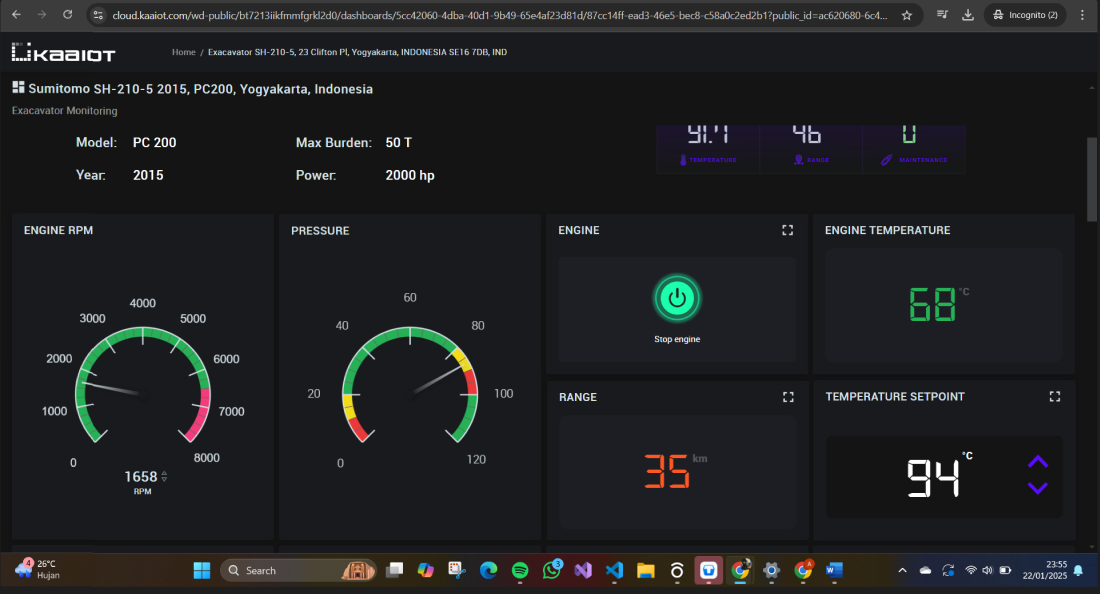 cloud.kaaiot.com/wd-public/bt7213iikfmmfgrkl2d0/dashboards/5cc42060-4dba-40d1-9b49-65e4af23d81d/87cc14ff-ead3-46e5-bec8-c58a0c2ed2b1?public_id=ac620680-6c4...
Incognito (2)
kaaIoT
Home / Exacavator SH-210-5, 23 Clifton Pl, Yogyakarta, INDONESIA SE16 7DB, IND
Sumitomo SH-210-5 2015, PC200, Yogyakarta, Indonesia
Exacavator Monitoring
Model: PC 200
Max Burden: 50 T
Year: 2015
Power: 2000 hp
91.7 46 0
TEMPERATURE RANGE MAINTENANCE
ENGINE RPM
0
1000
2000
3000
4000
5000
6000
7000
8000
1658
RPM
PRESSURE
0
20
40
60
80
100
120
ENGINE
Stop engine
ENGINE TEMPERATURE
68 °C
RANGE
35 km
TEMPERATURE SETPOINT
94 °C
4
26°C
Hujan
Search
3
23:55
22/01/2025